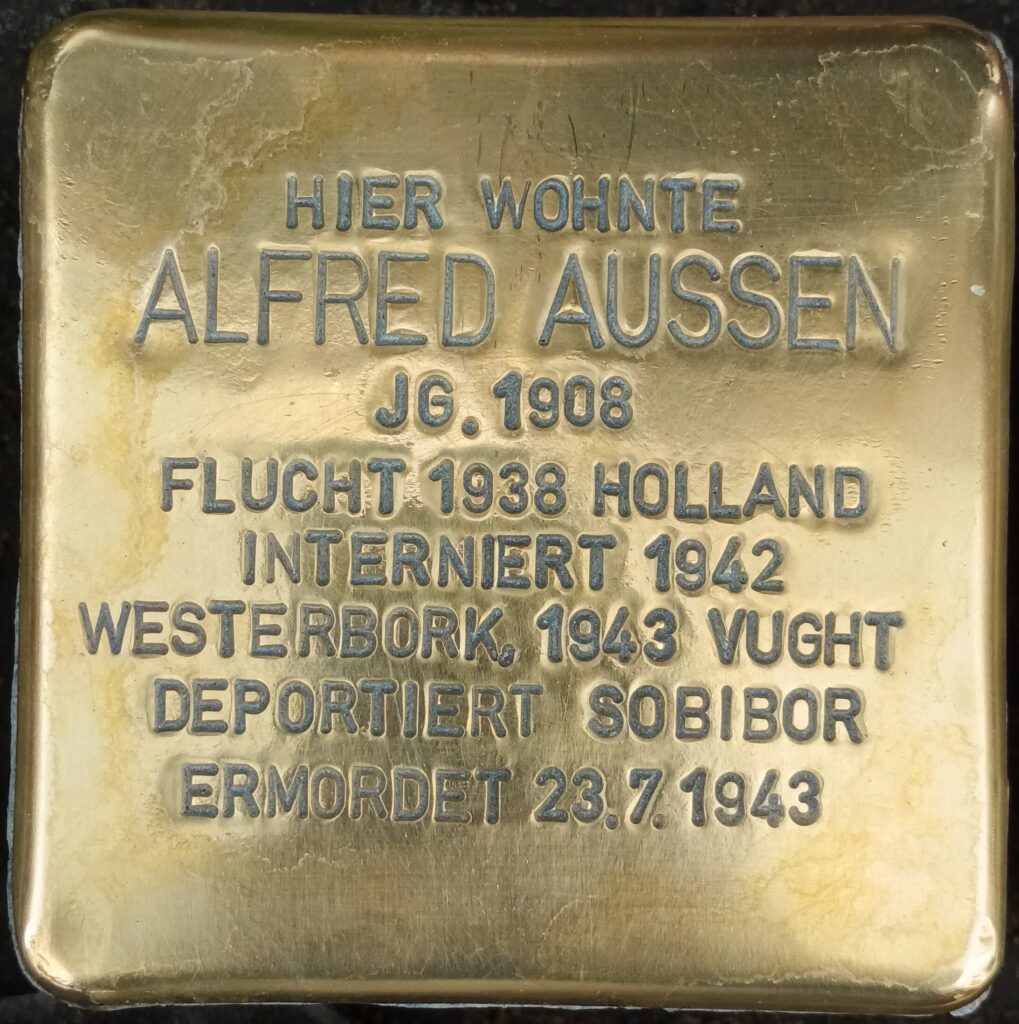 HIER WOHNTE
ALFRED AUSSEN
JG. 1908
FLUCHT 1938 HOLLAND
INTERNIERT 1942
WESTERBORK, 1943 VUGHT
DEPORTIERT SOBIBOR
ERMORDET 23.7.1943